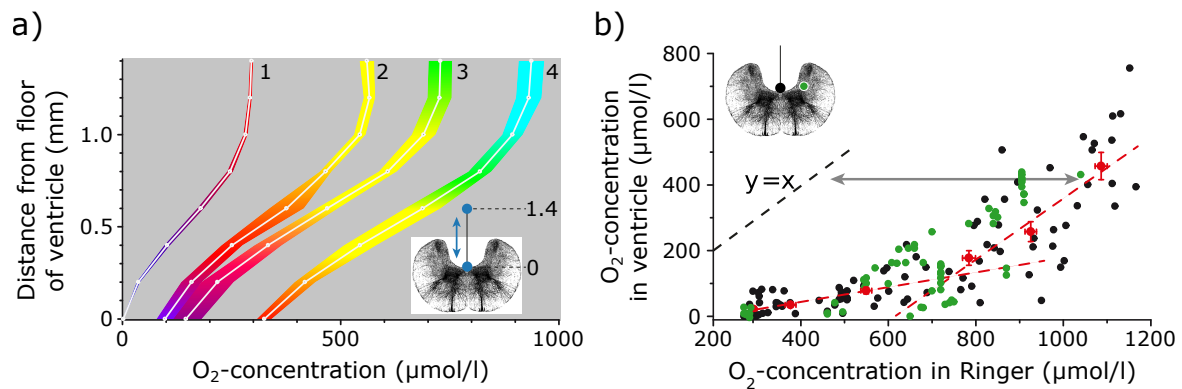 a)
Distance from floor
of ventricle (mm)
1.0
0.5
0
1
2
3
4
1.4
0
0
500
1000
O₂-concentration (µmol/l)
b)
O₂-concentration
in ventricle (µmol/l)
800
600
400
200
0
y=x
200
400
600
800
1000
1200
O₂-concentration in Ringer (µmol/l)